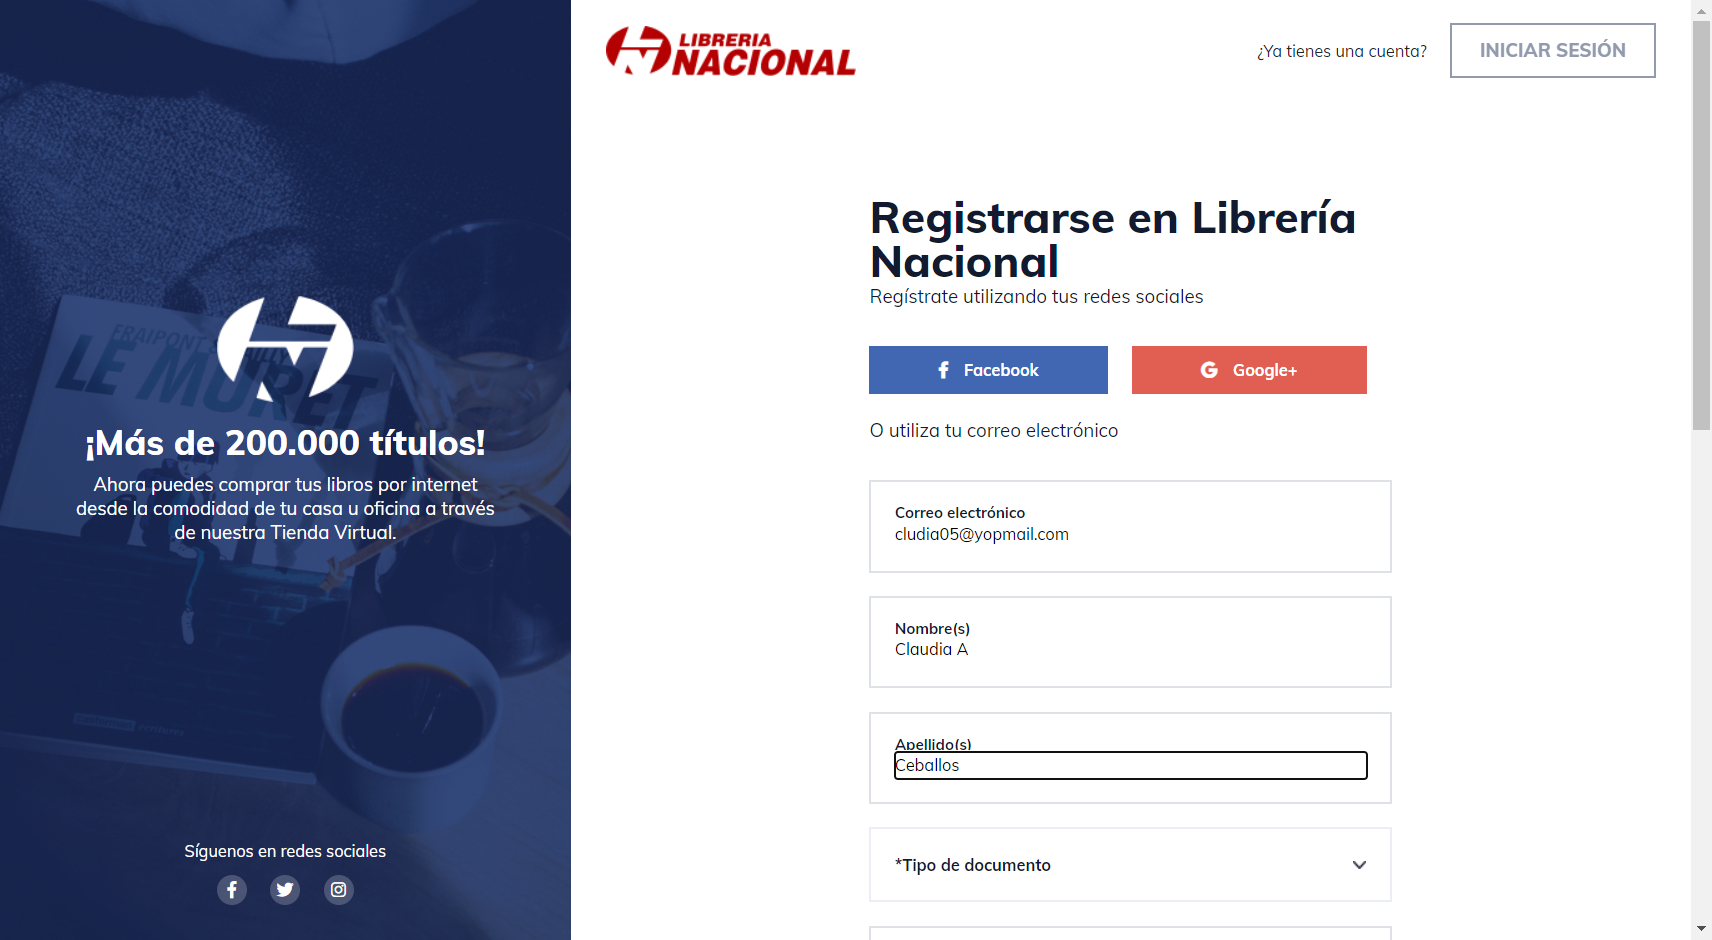 FRAIPONT
LE MURET
¡Más de 200.000 títulos!
Ahora puedes comprar tus libros por internet
desde la comodidad de tu casa u oficina a través
de nuestra Tienda Virtual.
Síguenos en redes sociales
LIBRERIA
NACIONAL
¿Ya tienes una cuenta?
INICIAR SESIÓN
Registrarse en Librería
Nacional
Regístrate utilizando tus redes sociales
Facebook
Google+
O utiliza tu correo electrónico
Correo electrónico
cludia05@yopmail.com
Nombre(s)
Claudia A
Apellido(s)
Ceballos
*Tipo de documento